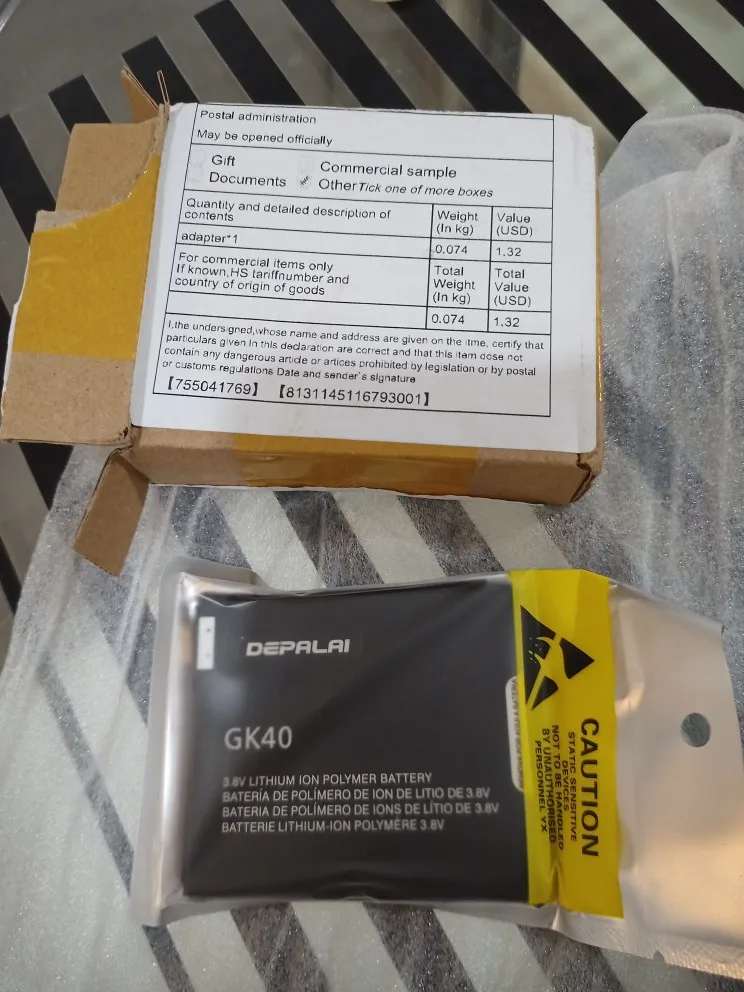 Postal administration
May be opened officially
Gift
Commercial sample
Documents
Other Tick one of more boxes
Quantity and detailed description of
contents
Weight
(In kg)
Value
(USD)
adapter*1
0.074
1.32
For commercial items only
If known,HS tariffnumber and
country of origin of goods
Total
Weight
(In kg)
Total
Value
(USD)
0.074
1.32
I,the undersigned,whose name and address are given on the itme, certify that
particulars given in this declaration are correct and that this item dose not
contain any dangerous article or artices prohibited by legislation or by postal
or customs regulations Date and sender's signature
【755041769】 【8131145116793001】
DEPALAI
GK40
3.8V LITHIUM ION POLYMER BATTERY
BATERÍA DE POLÍMERO DE ION DE LITIO DE 3.8V
BATERIA DE POLÍMERO DE IONS DE LÍTIO DE 3.8V
BATTERIE LITHIUM-ION POLYMÈRE 3.8V
CAUTION
STATIC SENSITIVE
DEVICES
NOT TO BE HANDLED
BY UNAUTHORISED
PERSONNEL YX